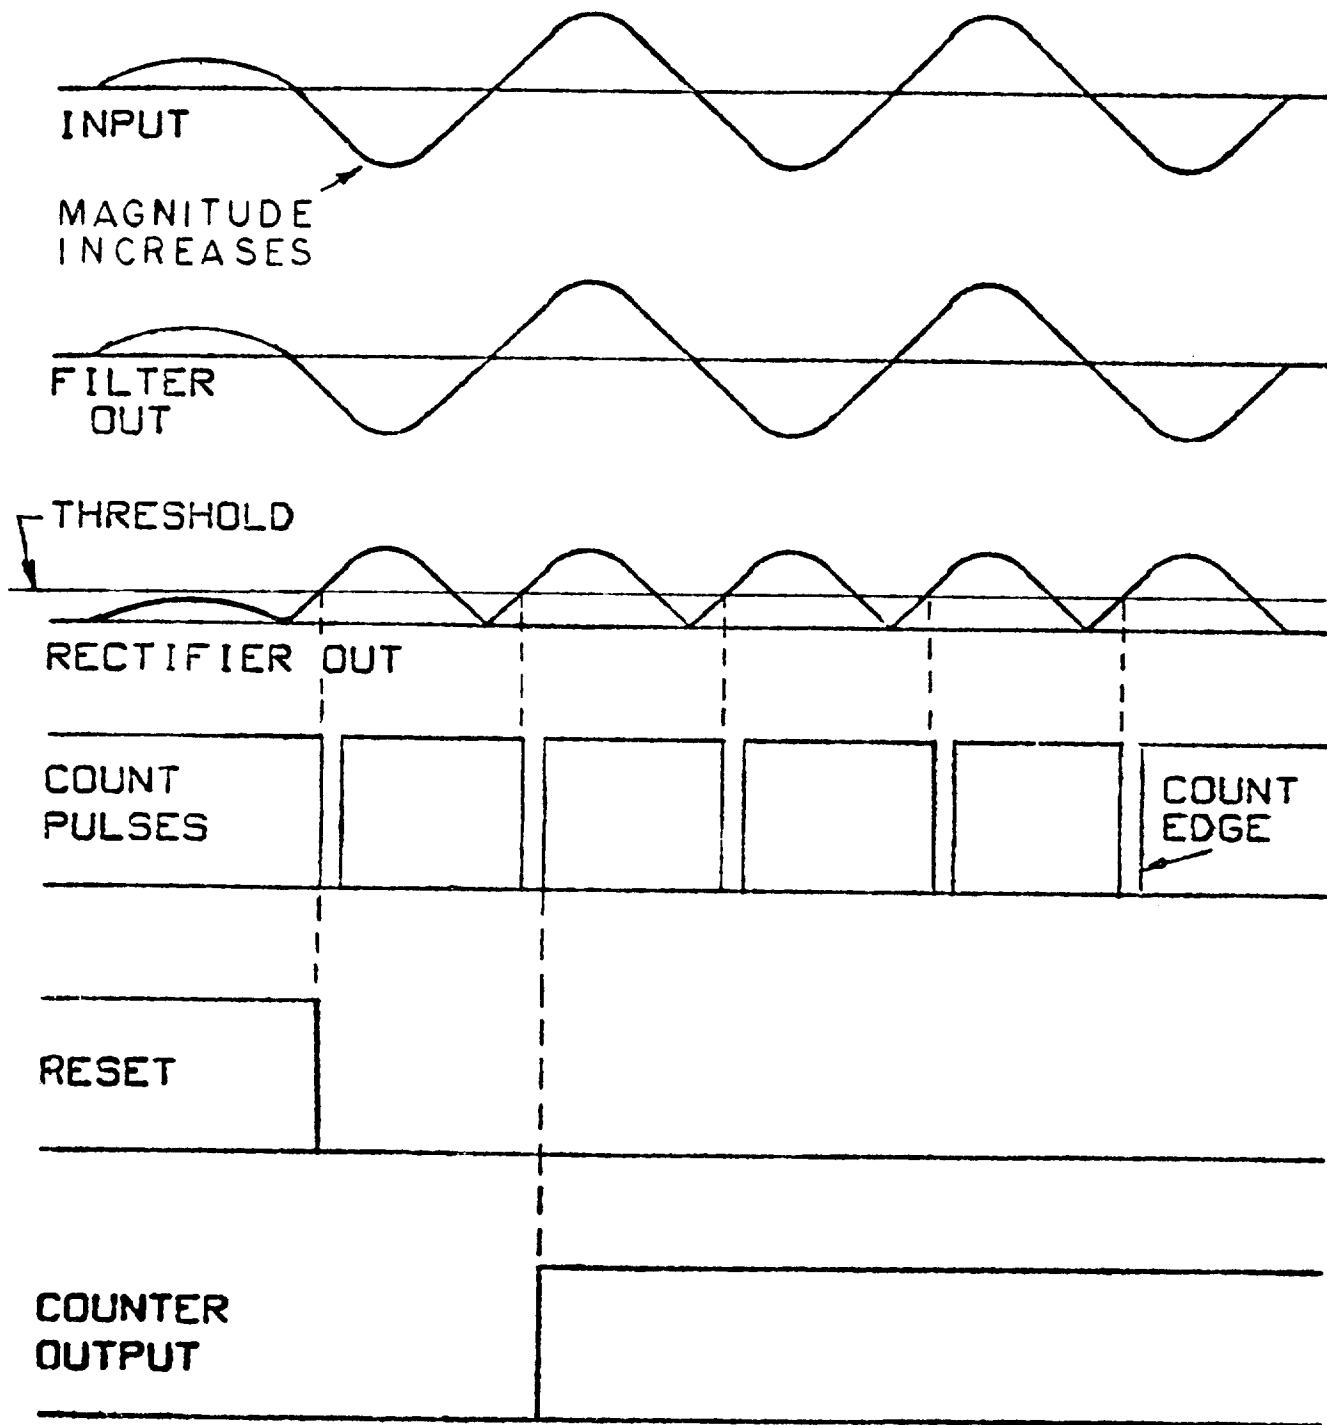 INPUT
MAGNITUDE
INCREASES
FILTER
OUT
THRESHOLD
RECTIFIER OUT
COUNT
PULSES
COUNT
EDGE
RESET
COUNTER
OUTPUT